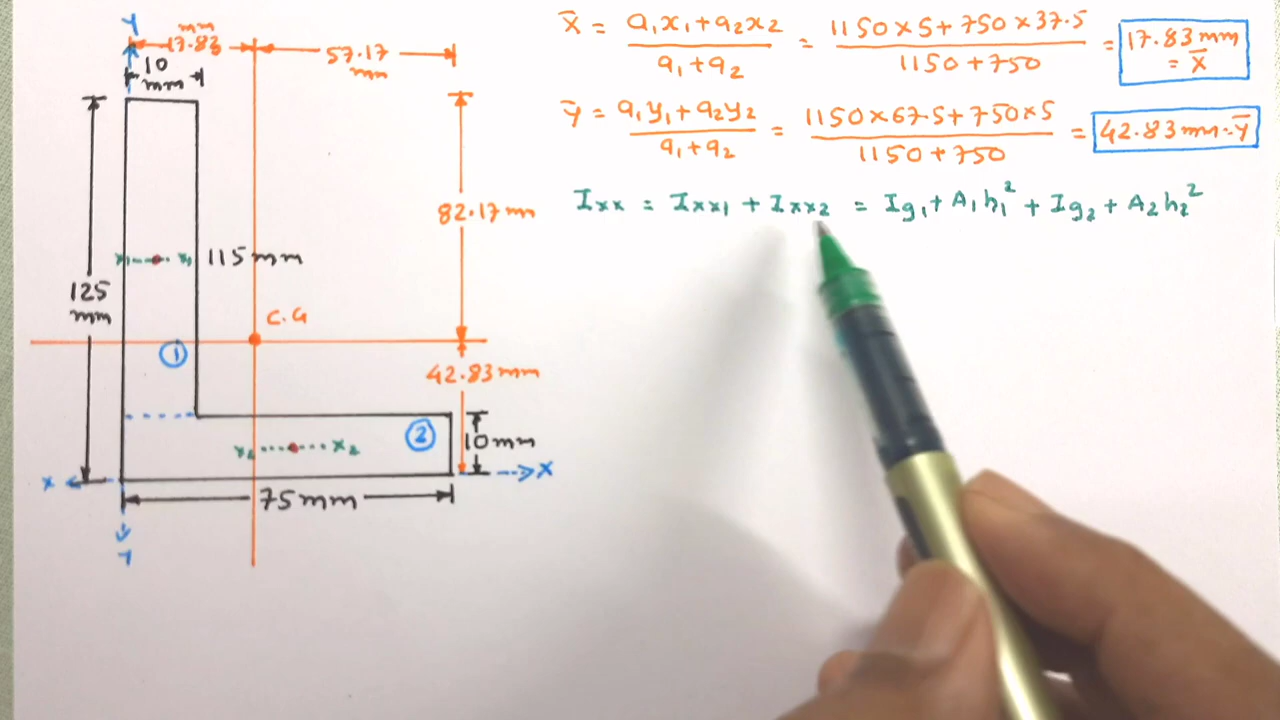 Y
mm
17.83
57.17
mm
10
mm
82.17 mm
x1 x1 115 mm
125
mm
C.G
1
42.83 mm
2
x2 x2
10 mm
x x
75 mm
Y
X̄ = a₁x₁+a₂x₂ / a₁+a₂ = 1150×5+750×37.5 / 1150+750 = 17.83 mm = X̄
Ȳ = a₁y₁+a₂y₂ / a₁+a₂ = 1150×67.5+750×5 / 1150+750 = 42.83 mm=Ȳ
Ixx = Ixx1 + Ixx2 = Ig₁ + A₁h₁² + Ig₂ + A₂h₂²